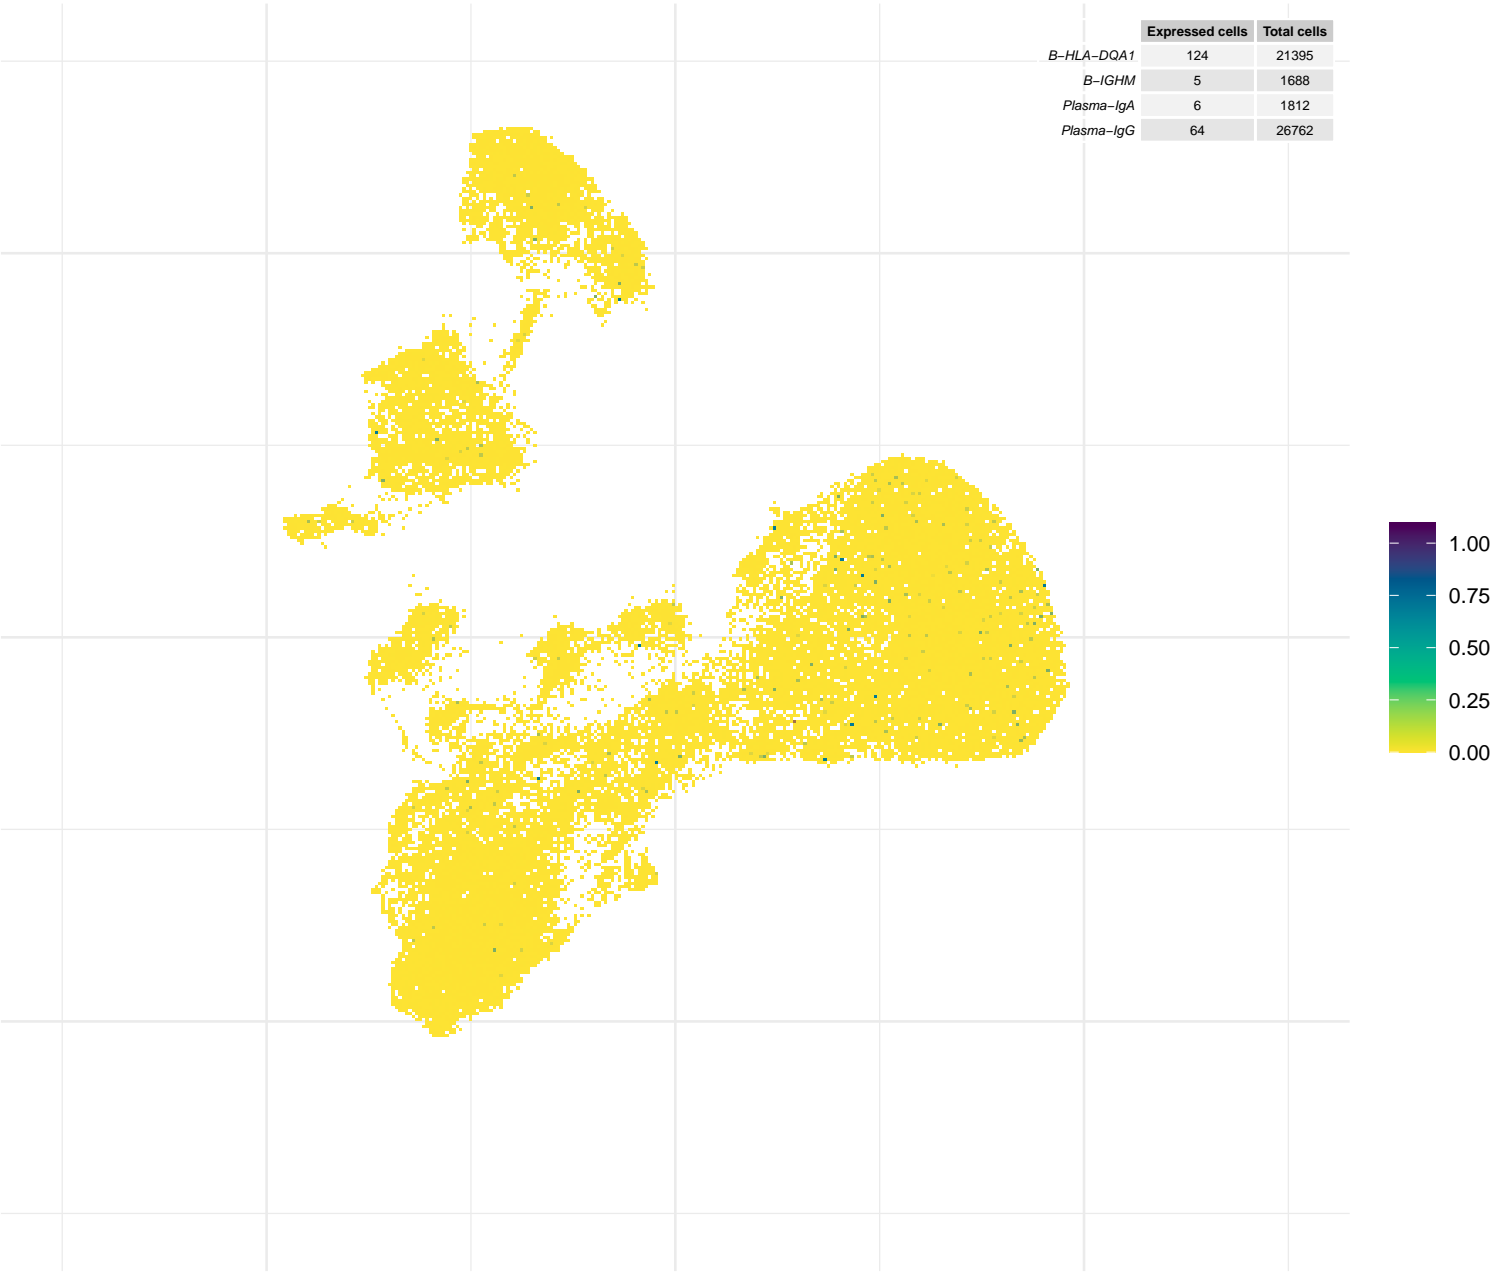 Expressed cells Total cells
B−HLA−DQA1 124 21395
B−IGHM 5 1688
Plasma−IgA 6 1812
Plasma−IgG 64 26762
1.00
0.75
0.50
0.25
0.00